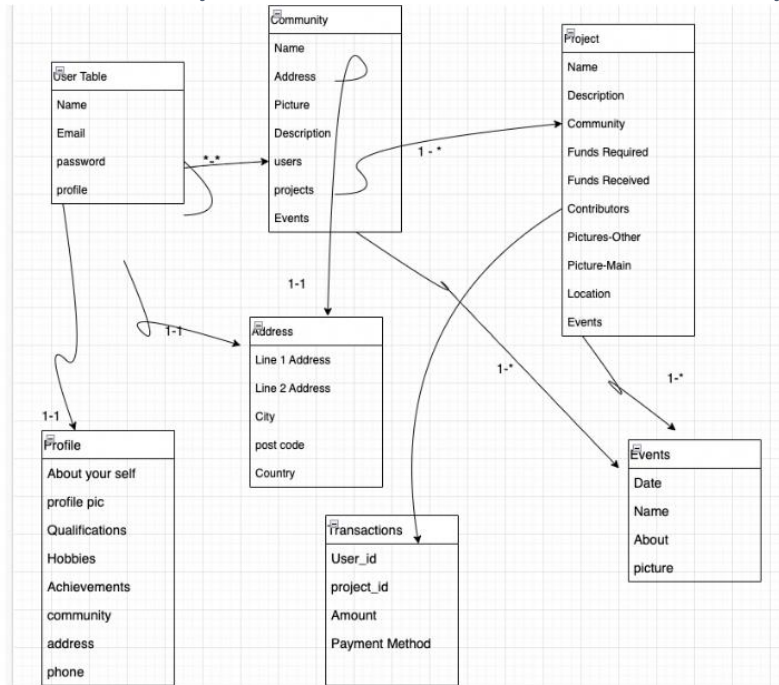 User Table
Name
Email
password
profile
Community
Name
Address
Picture
Description
users
projects
Events
Project
Name
Description
Community
Funds Required
Funds Received
Contributors
Pictures-Other
Picture-Main
Location
Events
*-*
1 - *
1-1
1-1
1-*
1-*
1-1
Address
Line 1 Address
Line 2 Address
City
post code
Country
Profile
About your self
profile pic
Qualifications
Hobbies
Achievements
community
address
phone
Transactions
User_id
project_id
Amount
Payment Method
Events
Date
Name
About
picture